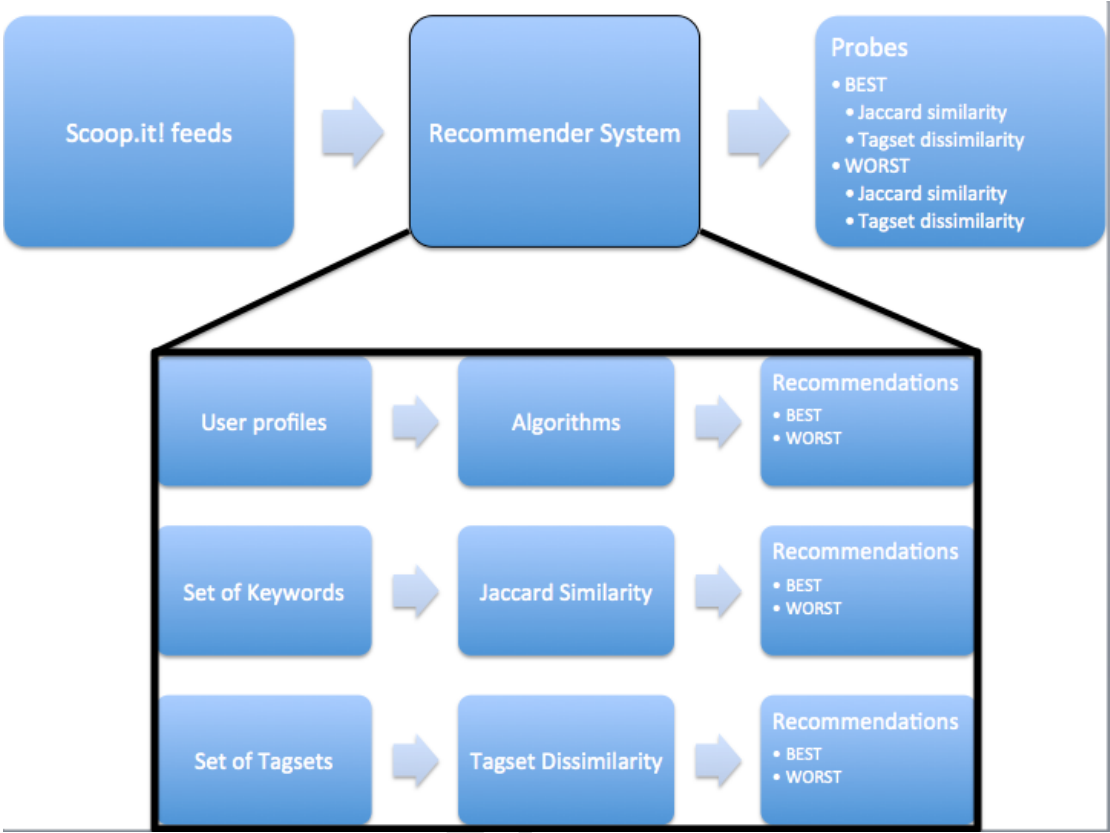 Scoop.it! feeds
Recommender System
Probes
• BEST
• Jaccard similarity
• Tagset dissimilarity
• WORST
• Jaccard similarity
• Tagset dissimilarity
User profiles
Algorithms
Recommendations
• BEST
• WORST
Set of Keywords
Jaccard Similarity
Recommendations
• BEST
• WORST
Set of Tagsets
Tagset Dissimilarity
Recommendations
• BEST
• WORST